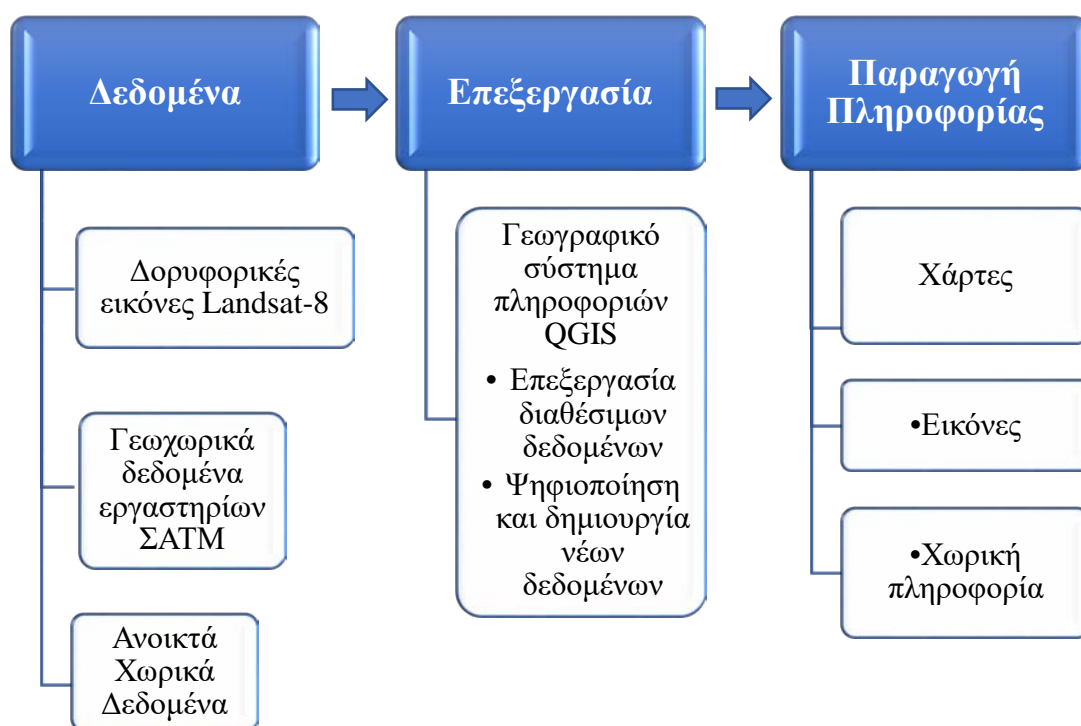 Δεδομένα
Δορυφορικές
εικόνες Landsat-8
Γεωχωρικά
δεδομένα
εργαστηρίων
ΣΑΤΜ
Ανοικτά
Χωρικά
Δεδομένα
Επεξεργασία
Γεωγραφικό
σύστημα
πληροφοριών
QGIS
• Επεξεργασία
διαθέσιμων
δεδομένων
• Ψηφιοποίηση
και δημιουργία
νέων
δεδομένων
Παραγωγή
Πληροφορίας
Χάρτες
•Εικόνες
•Χωρική
πληροφορία